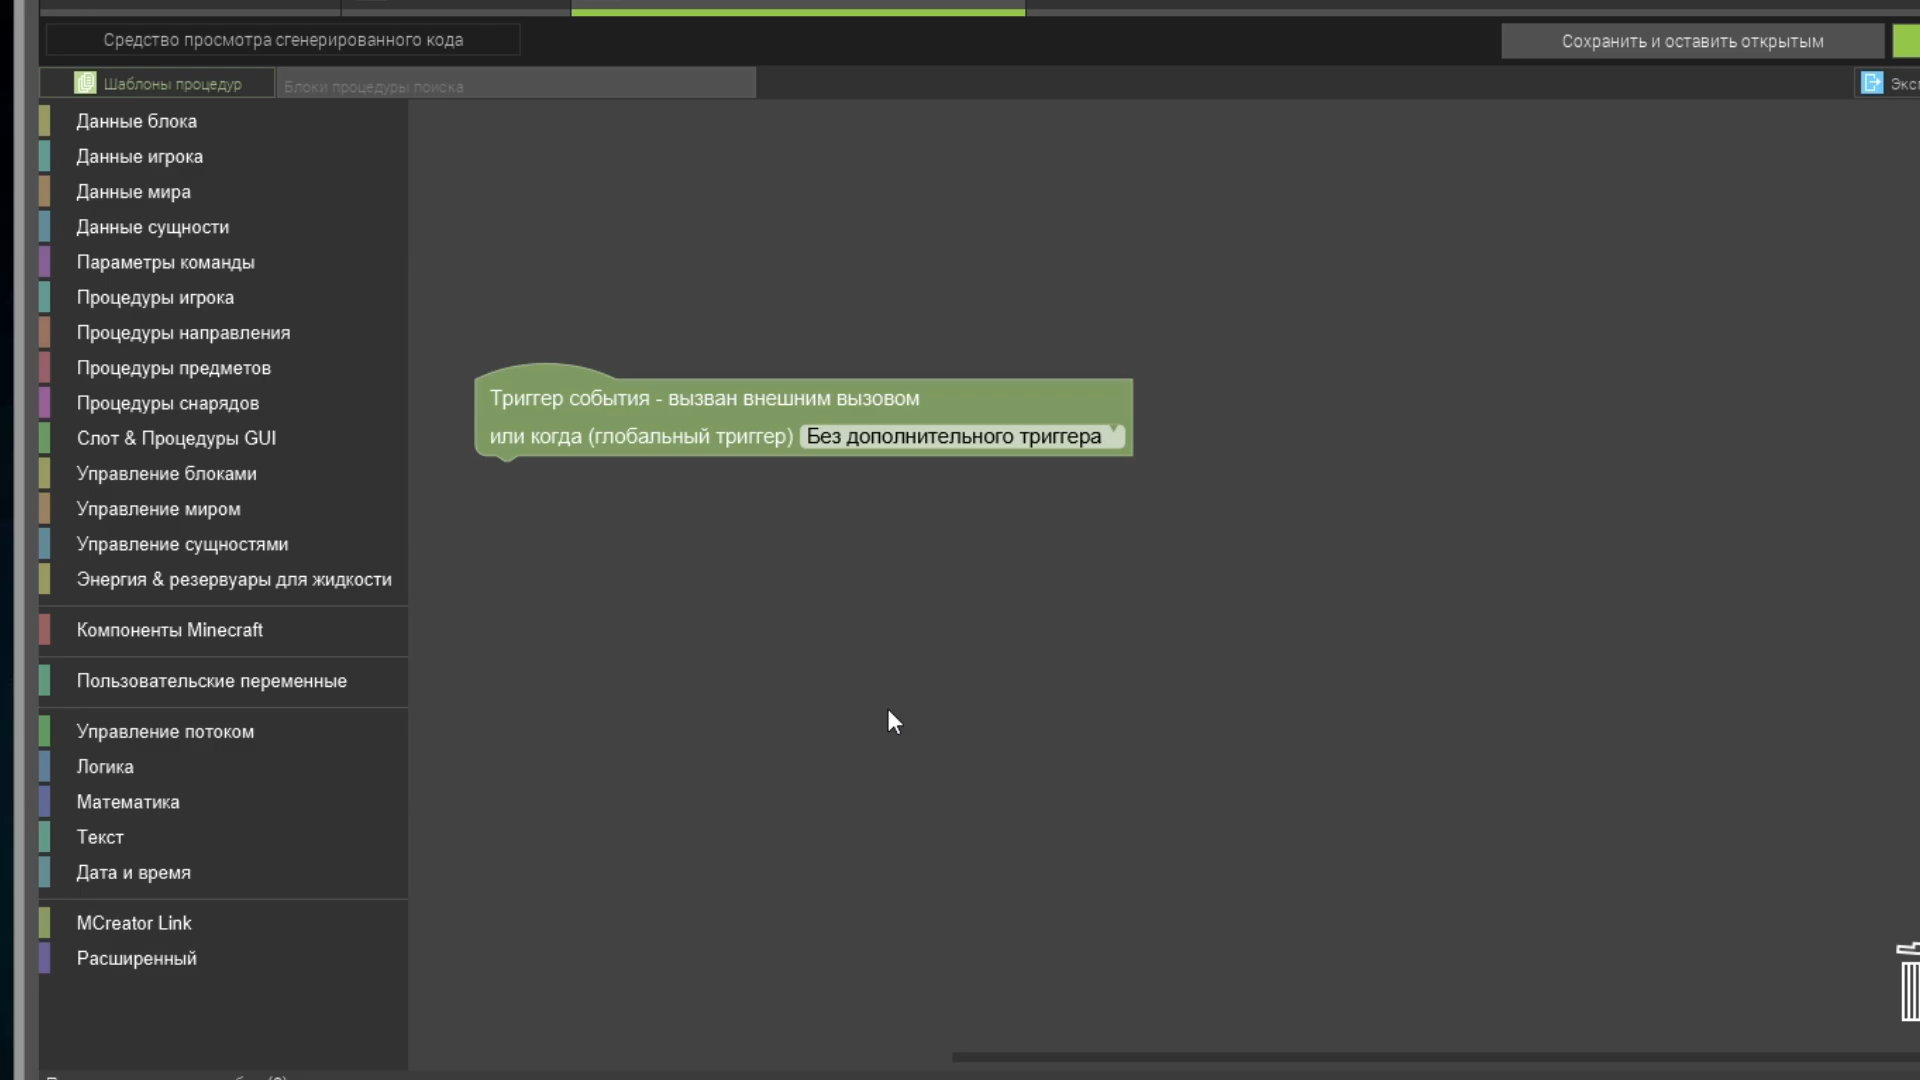 Средство просмотра сгенерированного кода
Сохранить и оставить открытым
Шаблоны процедур
Блоки процедуры поиска
Данные блока
Данные игрока
Данные мира
Данные сущности
Параметры команды
Процедуры игрока
Процедуры направления
Процедуры предметов
Процедуры снарядов
Слот & Процедуры GUI
Управление блоками
Управление миром
Управление сущностями
Энергия & резервуары для жидкости
Компоненты Minecraft
Пользовательские переменные
Управление потоком
Логика
Математика
Текст
Дата и время
MCreator Link
Расширенный
Триггер события - вызван внешним вызовом
или когда (глобальный триггер) Без дополнительного триггера